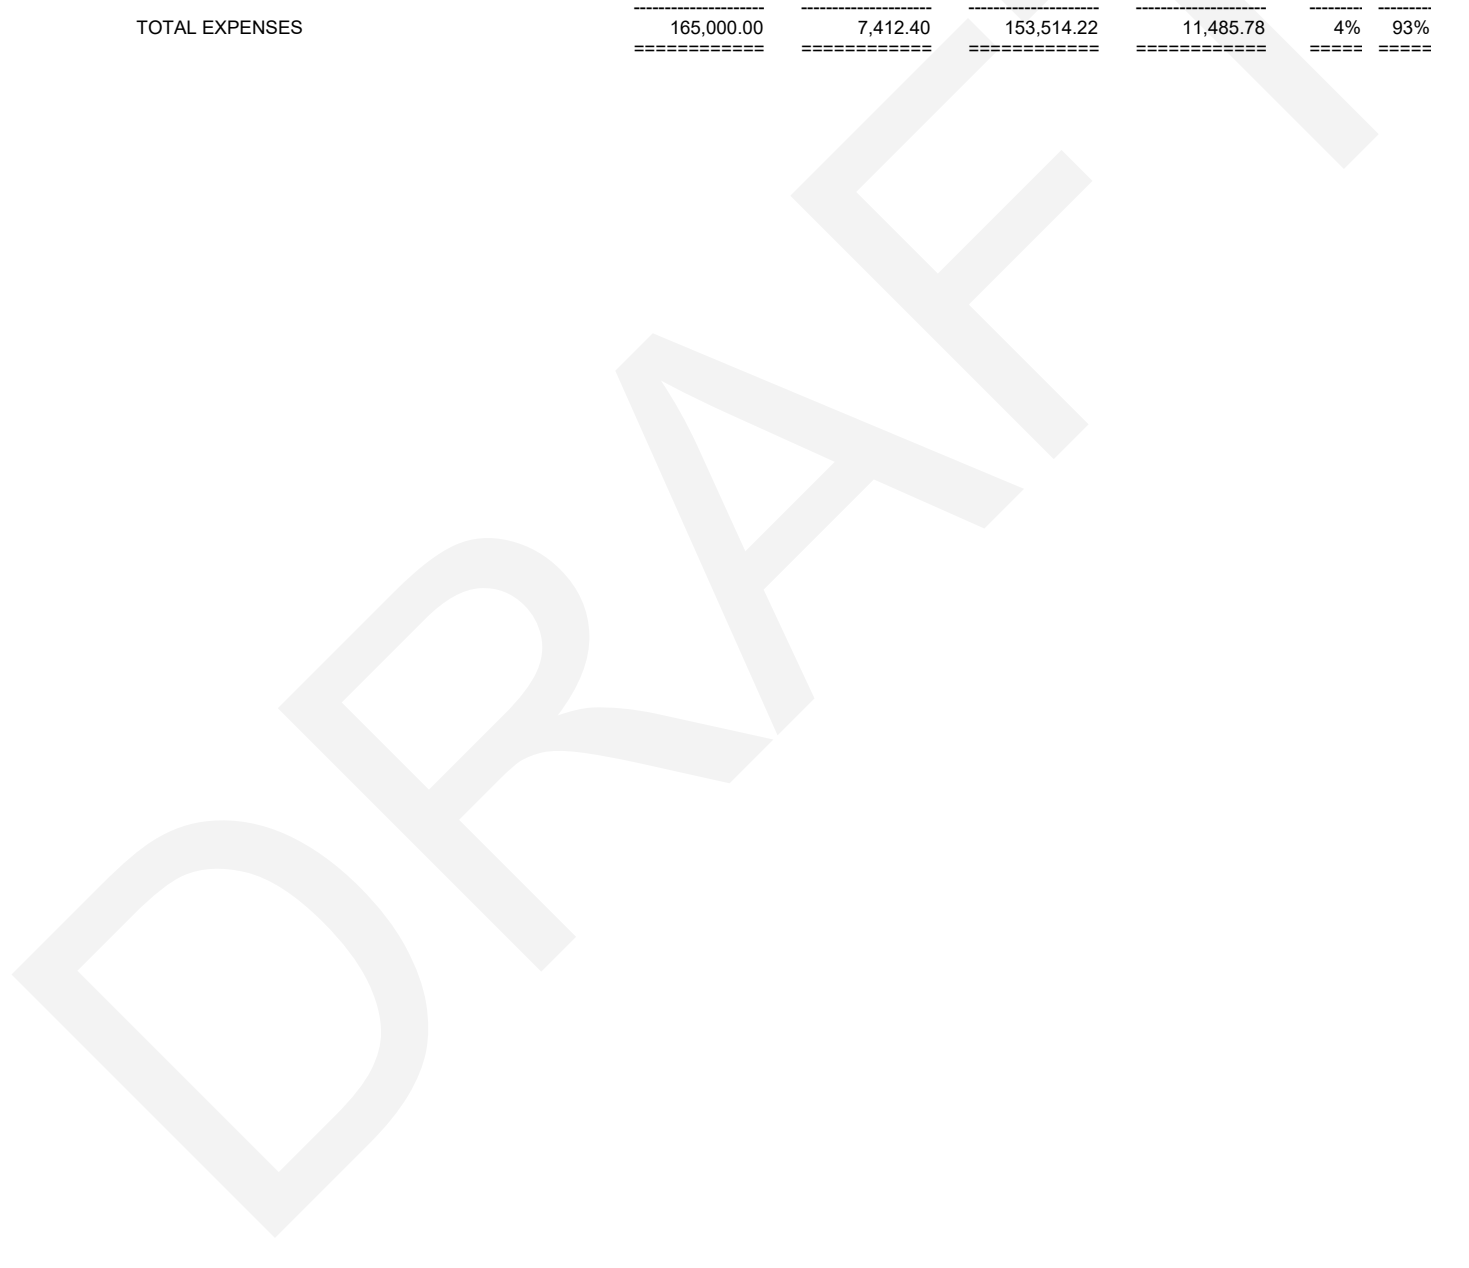 --------------------- --------------------- --------------------- --------------------- --------- ---------
TOTAL EXPENSES 165,000.00 7,412.40 153,514.22 11,485.78 4% 93%
============ ============ ============ ============ ===== =====
DRAFT